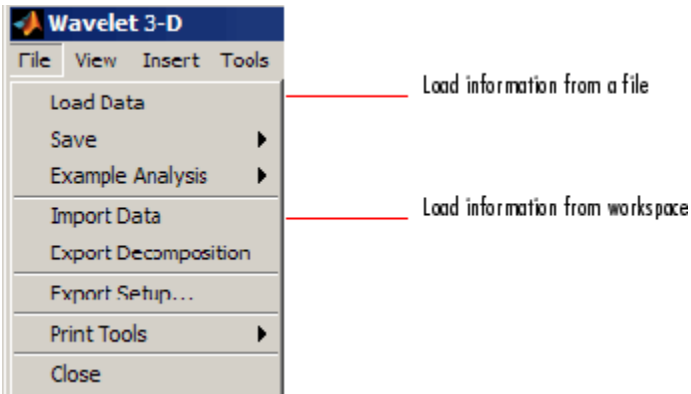 Wavelet 3-D
File View Insert Tools
Load Data
Load information from a file
Save
Example Analysis
Import Data
Load information from workspace
Export Decomposition
Export Setup...
Print Tools
Close